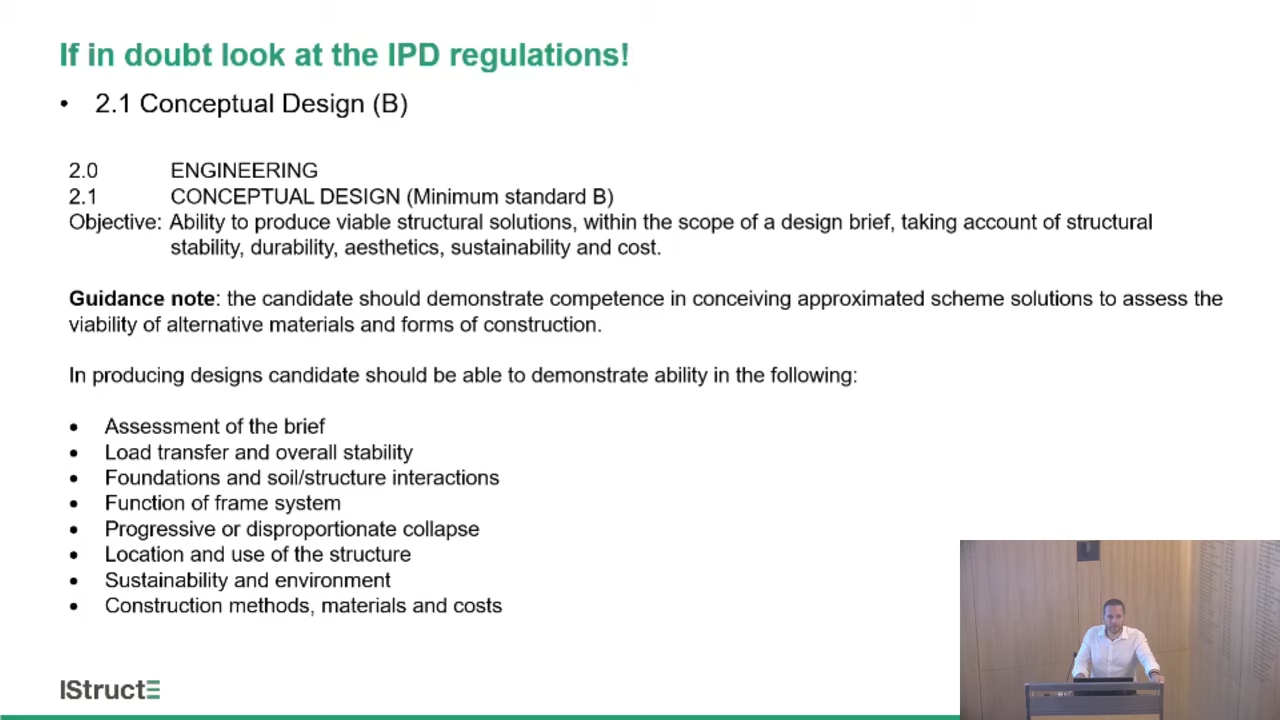 If in doubt look at the IPD regulations!
• 2.1 Conceptual Design (B)
2.0 ENGINEERING
2.1 CONCEPTUAL DESIGN (Minimum standard B)
Objective: Ability to produce viable structural solutions, within the scope of a design brief, taking account of structural
stability, durability, aesthetics, sustainability and cost.
Guidance note: the candidate should demonstrate competence in conceiving approximated scheme solutions to assess the
viability of alternative materials and forms of construction.
In producing designs candidate should be able to demonstrate ability in the following:
• Assessment of the brief
• Load transfer and overall stability
• Foundations and soil/structure interactions
• Function of frame system
• Progressive or disproportionate collapse
• Location and use of the structure
• Sustainability and environment
• Construction methods, materials and costs
IStructE